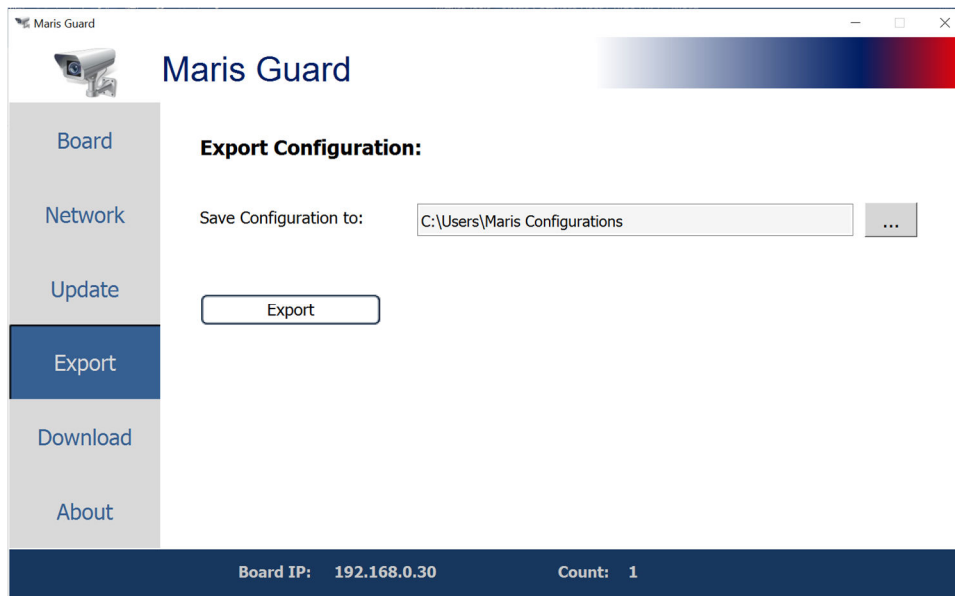 Maris Guard
Maris Guard
Board
Network
Update
Export
Download
About
Export Configuration:
Save Configuration to: C:\Users\Maris Configurations ...
Export
Board IP: 192.168.0.30 Count: 1